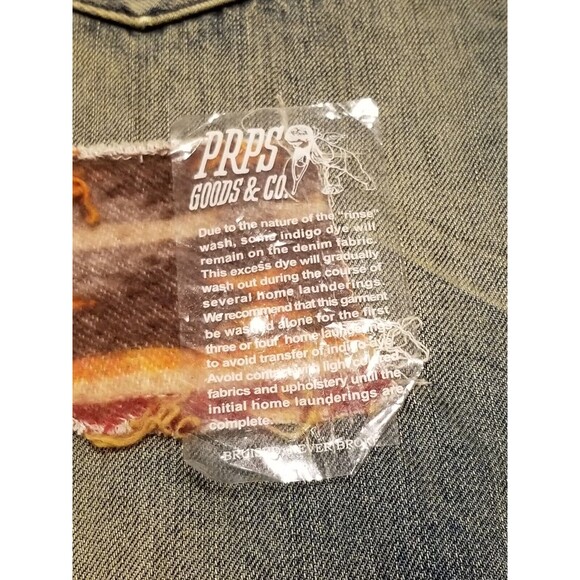 PRPS
GOODS & CO.
Due to the nature of the "rinse"
wash, some indigo dye will
remain on the denim fabric.
This excess dye will gradually
wash out during the course of
several home launderings.
We recommend that this garment
be washed alone for the first
three or four home launderings
to avoid transfer of indigo dye.
Avoid contact with light colored
fabrics and upholstery until the
initial home launderings are
complete.